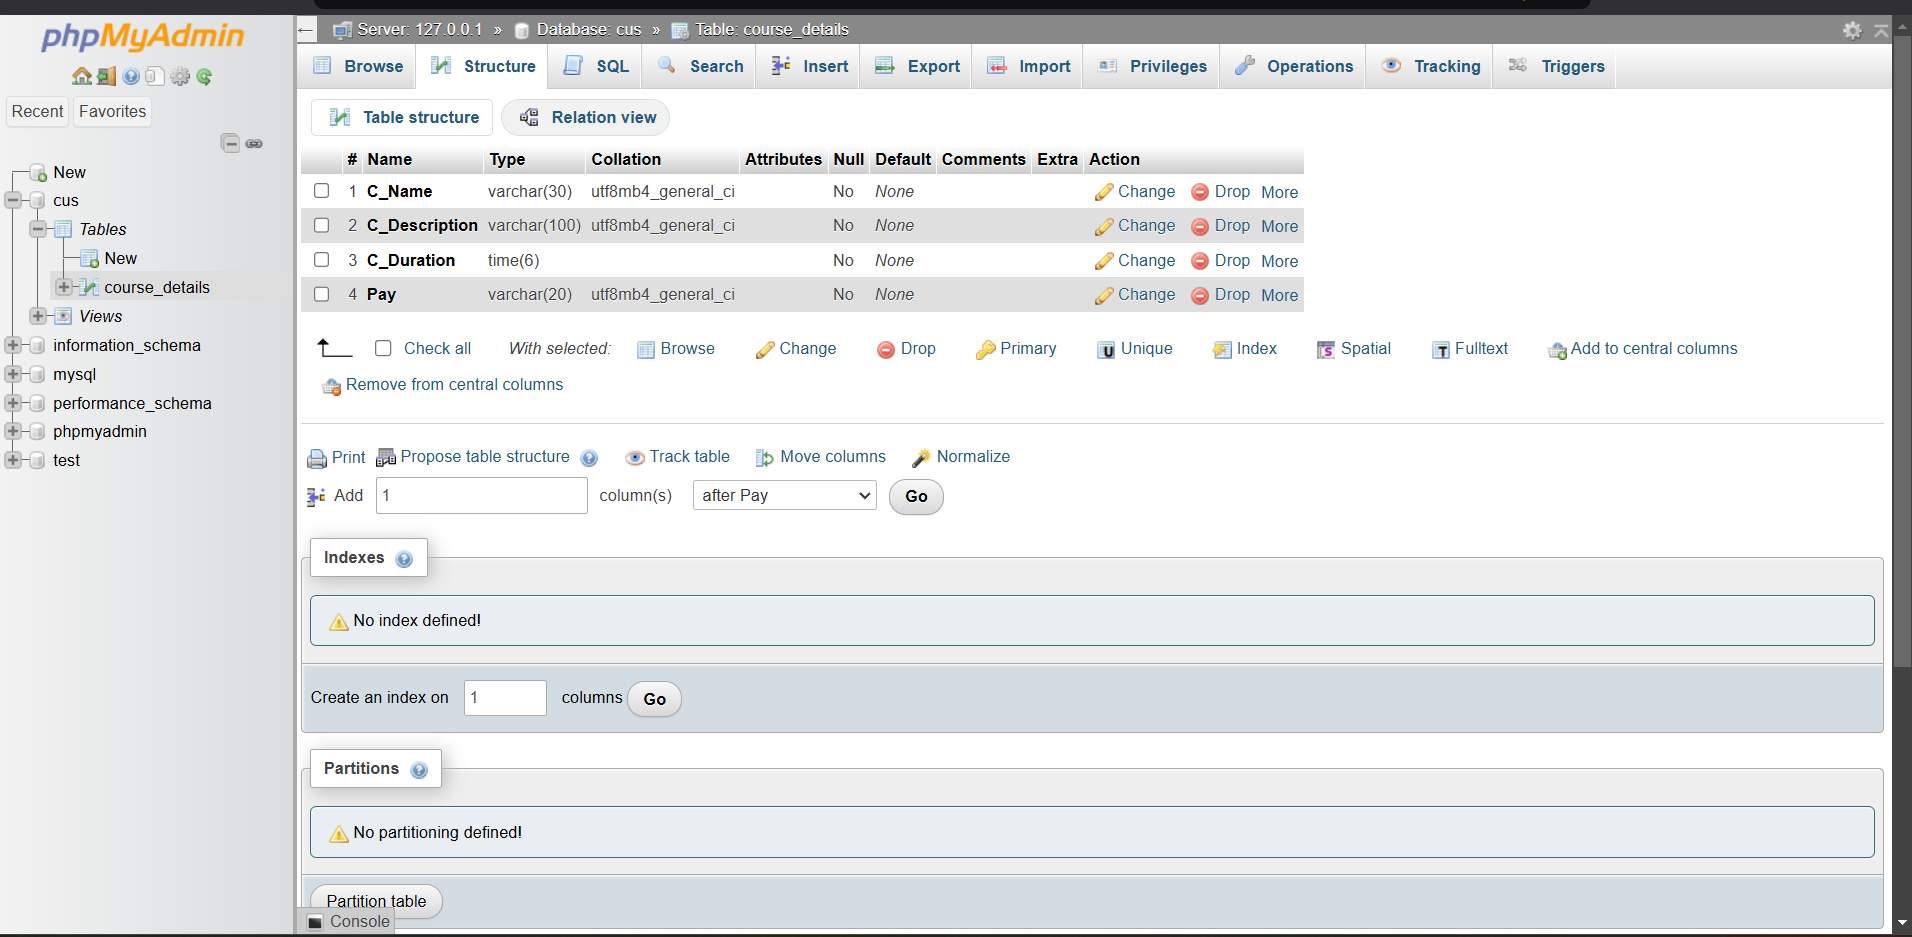 phpMyAdmin
Recent Favorites
New
cus
Tables
New
course_details
Views
information_schema
mysql
performance_schema
phpmyadmin
test
Server: 127.0.0.1 » Database: cus » Table: course_details
Browse Structure SQL Search Insert Export Import Privileges Operations Tracking Triggers
Table structure Relation view
# Name Type Collation Attributes Null Default Comments Extra Action
1 C_Name varchar(30) utf8mb4_general_ci No None Change Drop More
2 C_Description varchar(100) utf8mb4_general_ci No None Change Drop More
3 C_Duration time(6) No None Change Drop More
4 Pay varchar(20) utf8mb4_general_ci No None Change Drop More
Check all With selected: Browse Change Drop Primary Unique Index Spatial Fulltext Add to central columns
Remove from central columns
Print Propose table structure Track table Move columns Normalize
Add 1 column(s) after Pay Go
Indexes
No index defined!
Create an index on 1 columns Go
Partitions
No partitioning defined!
Partition table
Console